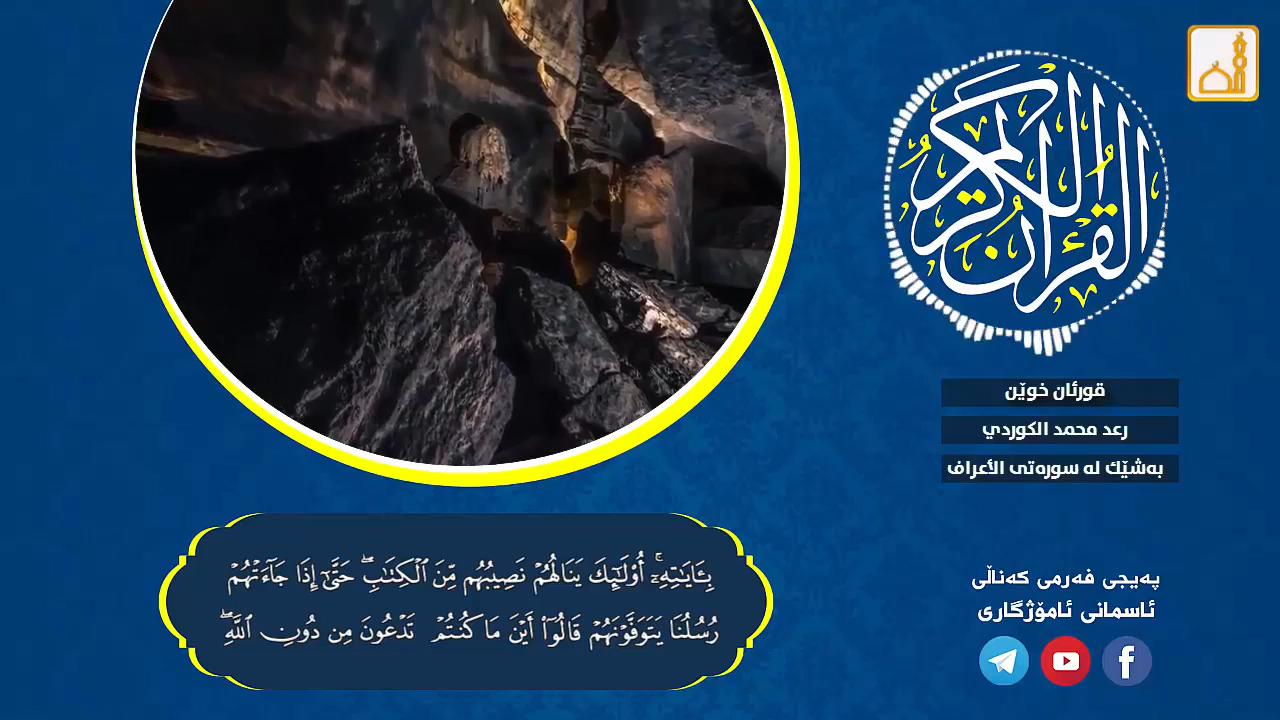 القرآن الكريم
قورئان خوێن
رعد محمد الكوردي
بەشێك لە سورەتى الأعراف
بِـَٔايَٰتِهِۦٓۚ أُوْلَٰٓئِكَ يَنَالُهُمْ نَصِيبُهُم مِّنَ ٱلْكِتَٰبِۖ حَتَّىٰٓ إِذَا جَآءَتْهُمْ
رُسُلُنَا يَتَوَفَّوْنَهُمْ قَالُوٓا۟ أَيْنَ مَا كُنتُمْ تَدْعُونَ مِن دُونِ ٱللَّهِۖ
پەیجی فەرمی کەناڵی
ئاسمانی ئامۆژگاری